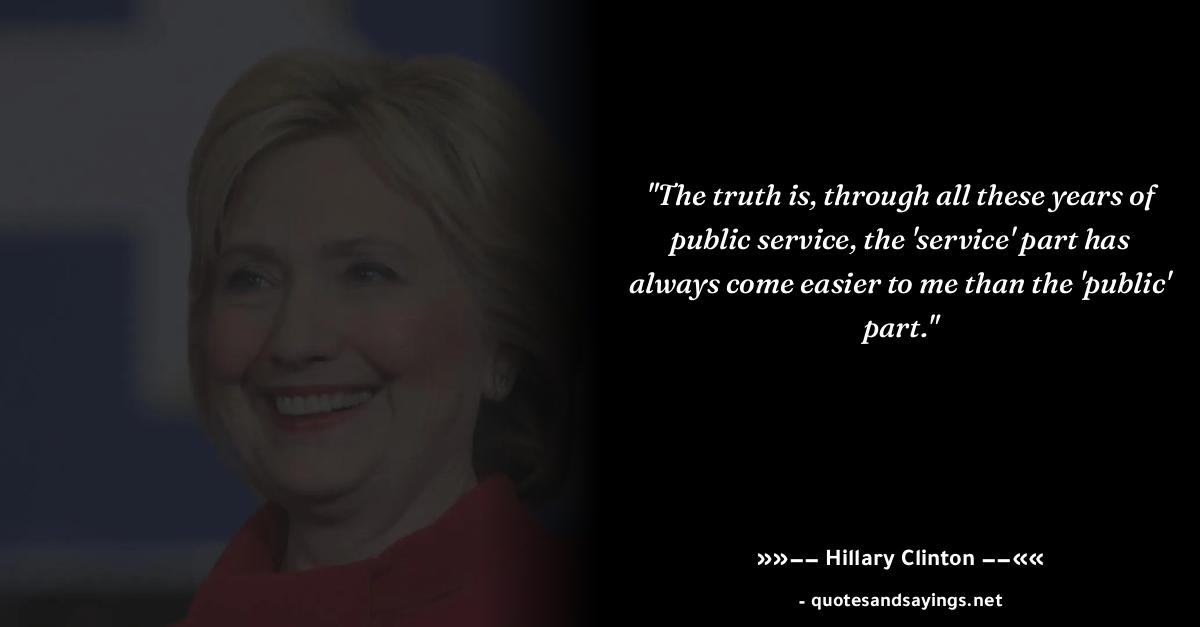 "The truth is, through all these years of
public service, the 'service' part has
always come easier to me than the 'public'
part."
»»–– Hillary Clinton ––««
- quotesandsayings.net